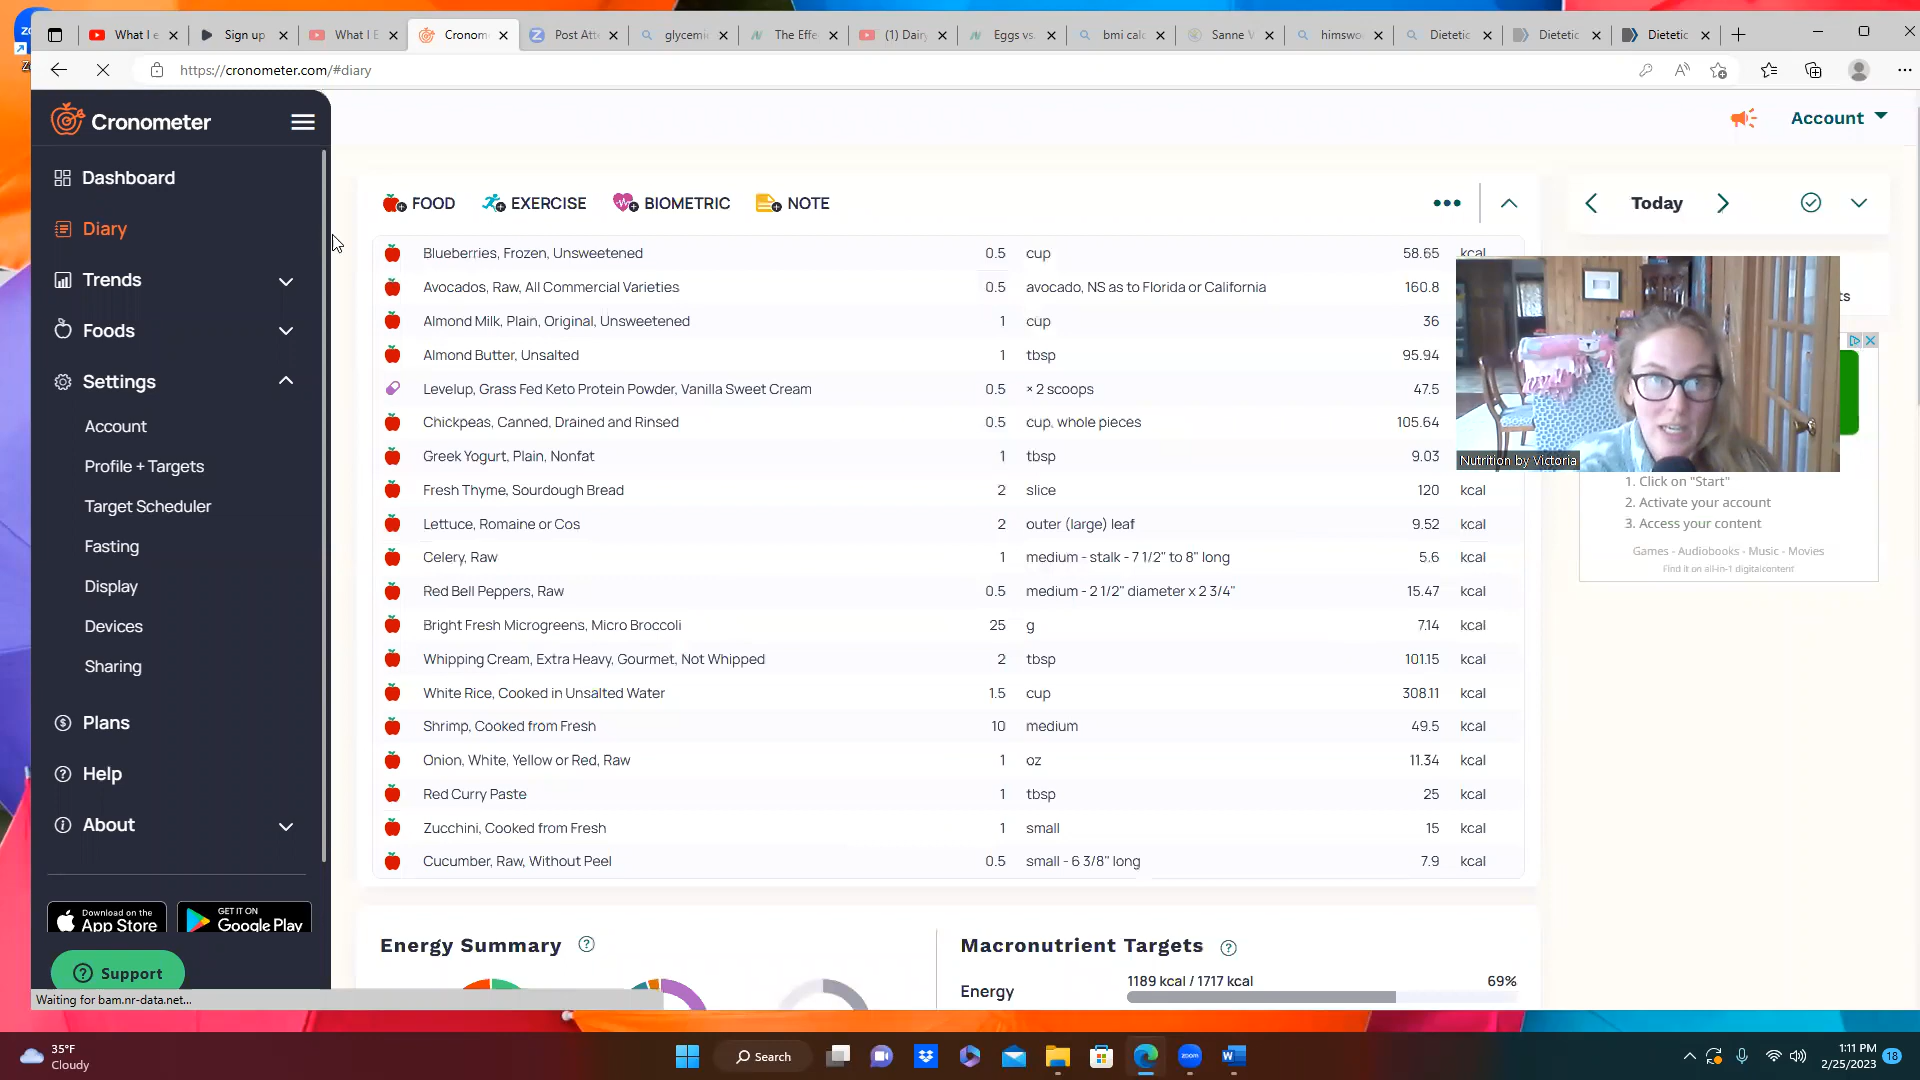 What I e
Sign up
What I E
Cronom
Post Att
glycemi
The Effe
(1) Dair
Eggs vs.
bmi calc
Sanne V
himswo
Dietetic
Dietetic
Dietetic
https://cronometer.com/#diary
Cronometer
Account
Dashboard
Diary
Trends
Foods
Settings
Account
Profile + Targets
Target Scheduler
Fasting
Display
Devices
Sharing
Plans
Help
About
Download on the
App Store
GET IT ON
Google Play
Support
Waiting for bam.nr-data.net...
FOOD EXERCISE BIOMETRIC NOTE
Today
Blueberries, Frozen, Unsweetened 0.5 cup 58.65 kcal
Avocados, Raw, All Commercial Varieties 0.5 avocado, NS as to Florida or California 160.8
Almond Milk, Plain, Original, Unsweetened 1 cup 36
Almond Butter, Unsalted 1 tbsp 95.94
Levelup, Grass Fed Keto Protein Powder, Vanilla Sweet Cream 0.5 × 2 scoops 47.5
Chickpeas, Canned, Drained and Rinsed 0.5 cup, whole pieces 105.64
Greek Yogurt, Plain, Nonfat 1 tbsp 9.03
Fresh Thyme, Sourdough Bread 2 slice 120 kcal
Lettuce, Romaine or Cos 2 outer (large) leaf 9.52 kcal
Celery, Raw 1 medium - stalk - 7 1/2" to 8" long 5.6 kcal
Red Bell Peppers, Raw 0.5 medium - 2 1/2" diameter x 2 3/4" 15.47 kcal
Bright Fresh Microgreens, Micro Broccoli 25 g 7.14 kcal
Whipping Cream, Extra Heavy, Gourmet, Not Whipped 2 tbsp 101.15 kcal
White Rice, Cooked in Unsalted Water 1.5 cup 308.11 kcal
Shrimp, Cooked from Fresh 10 medium 49.5 kcal
Onion, White, Yellow or Red, Raw 1 oz 11.34 kcal
Red Curry Paste 1 tbsp 25 kcal
Zucchini, Cooked from Fresh 1 small 15 kcal
Cucumber, Raw, Without Peel 0.5 small - 6 3/8" long 7.9 kcal
Energy Summary
Macronutrient Targets
Energy
1189 kcal / 1717 kcal 69%
Nutrition by Victoria
ts
1. Click on "Start"
2. Activate your account
3. Access your content
Games - Audiobooks - Music - Movies
Find it on all-in-1 digitalcontent
35°F
Cloudy
Search
zoom
1:11 PM
2/25/2023
18